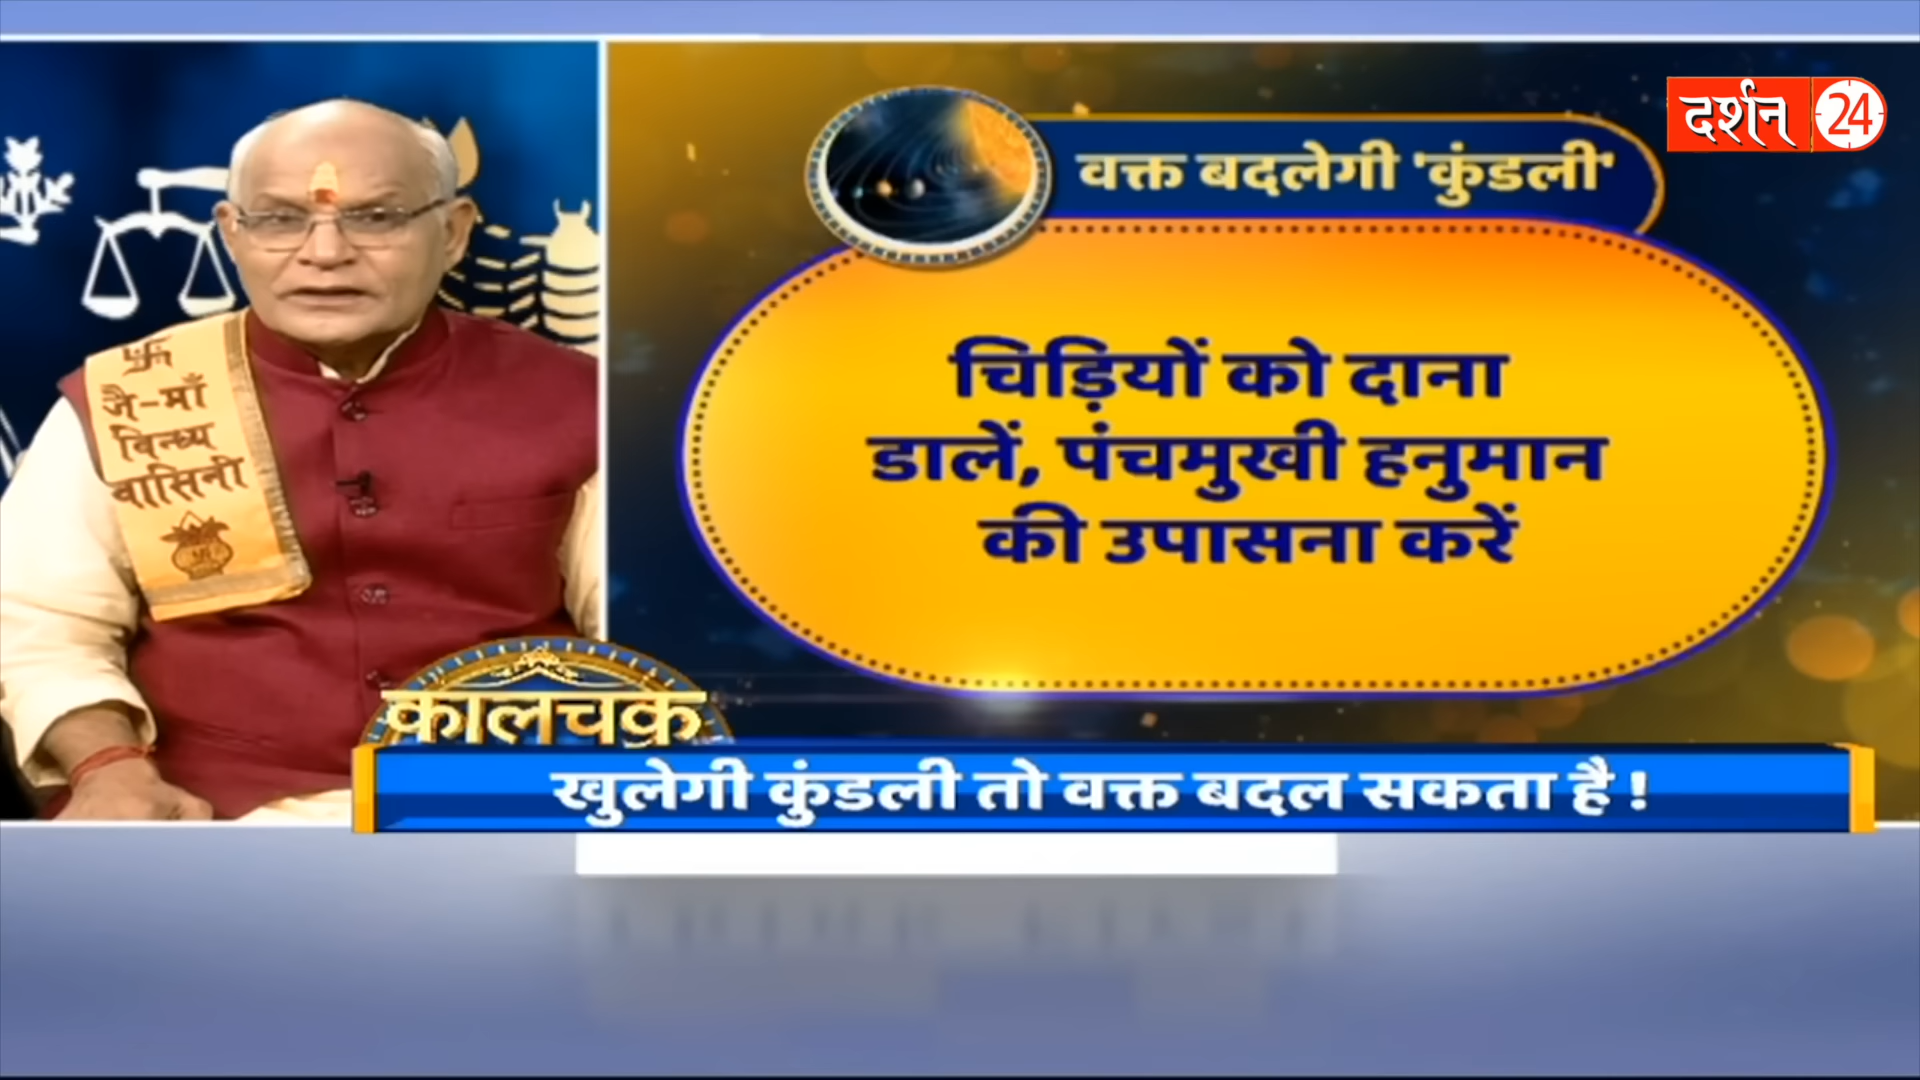 दर्शन 24
वक्त बदलेगी 'कुंडली'
चिड़ियों को दाना
डालें, पंचमुखी हनुमान
की उपासना करें
जै-माँ
विन्ध्य
वासिनी
कालचक्र
खुलेगी कुंडली तो वक्त बदल सकता है !